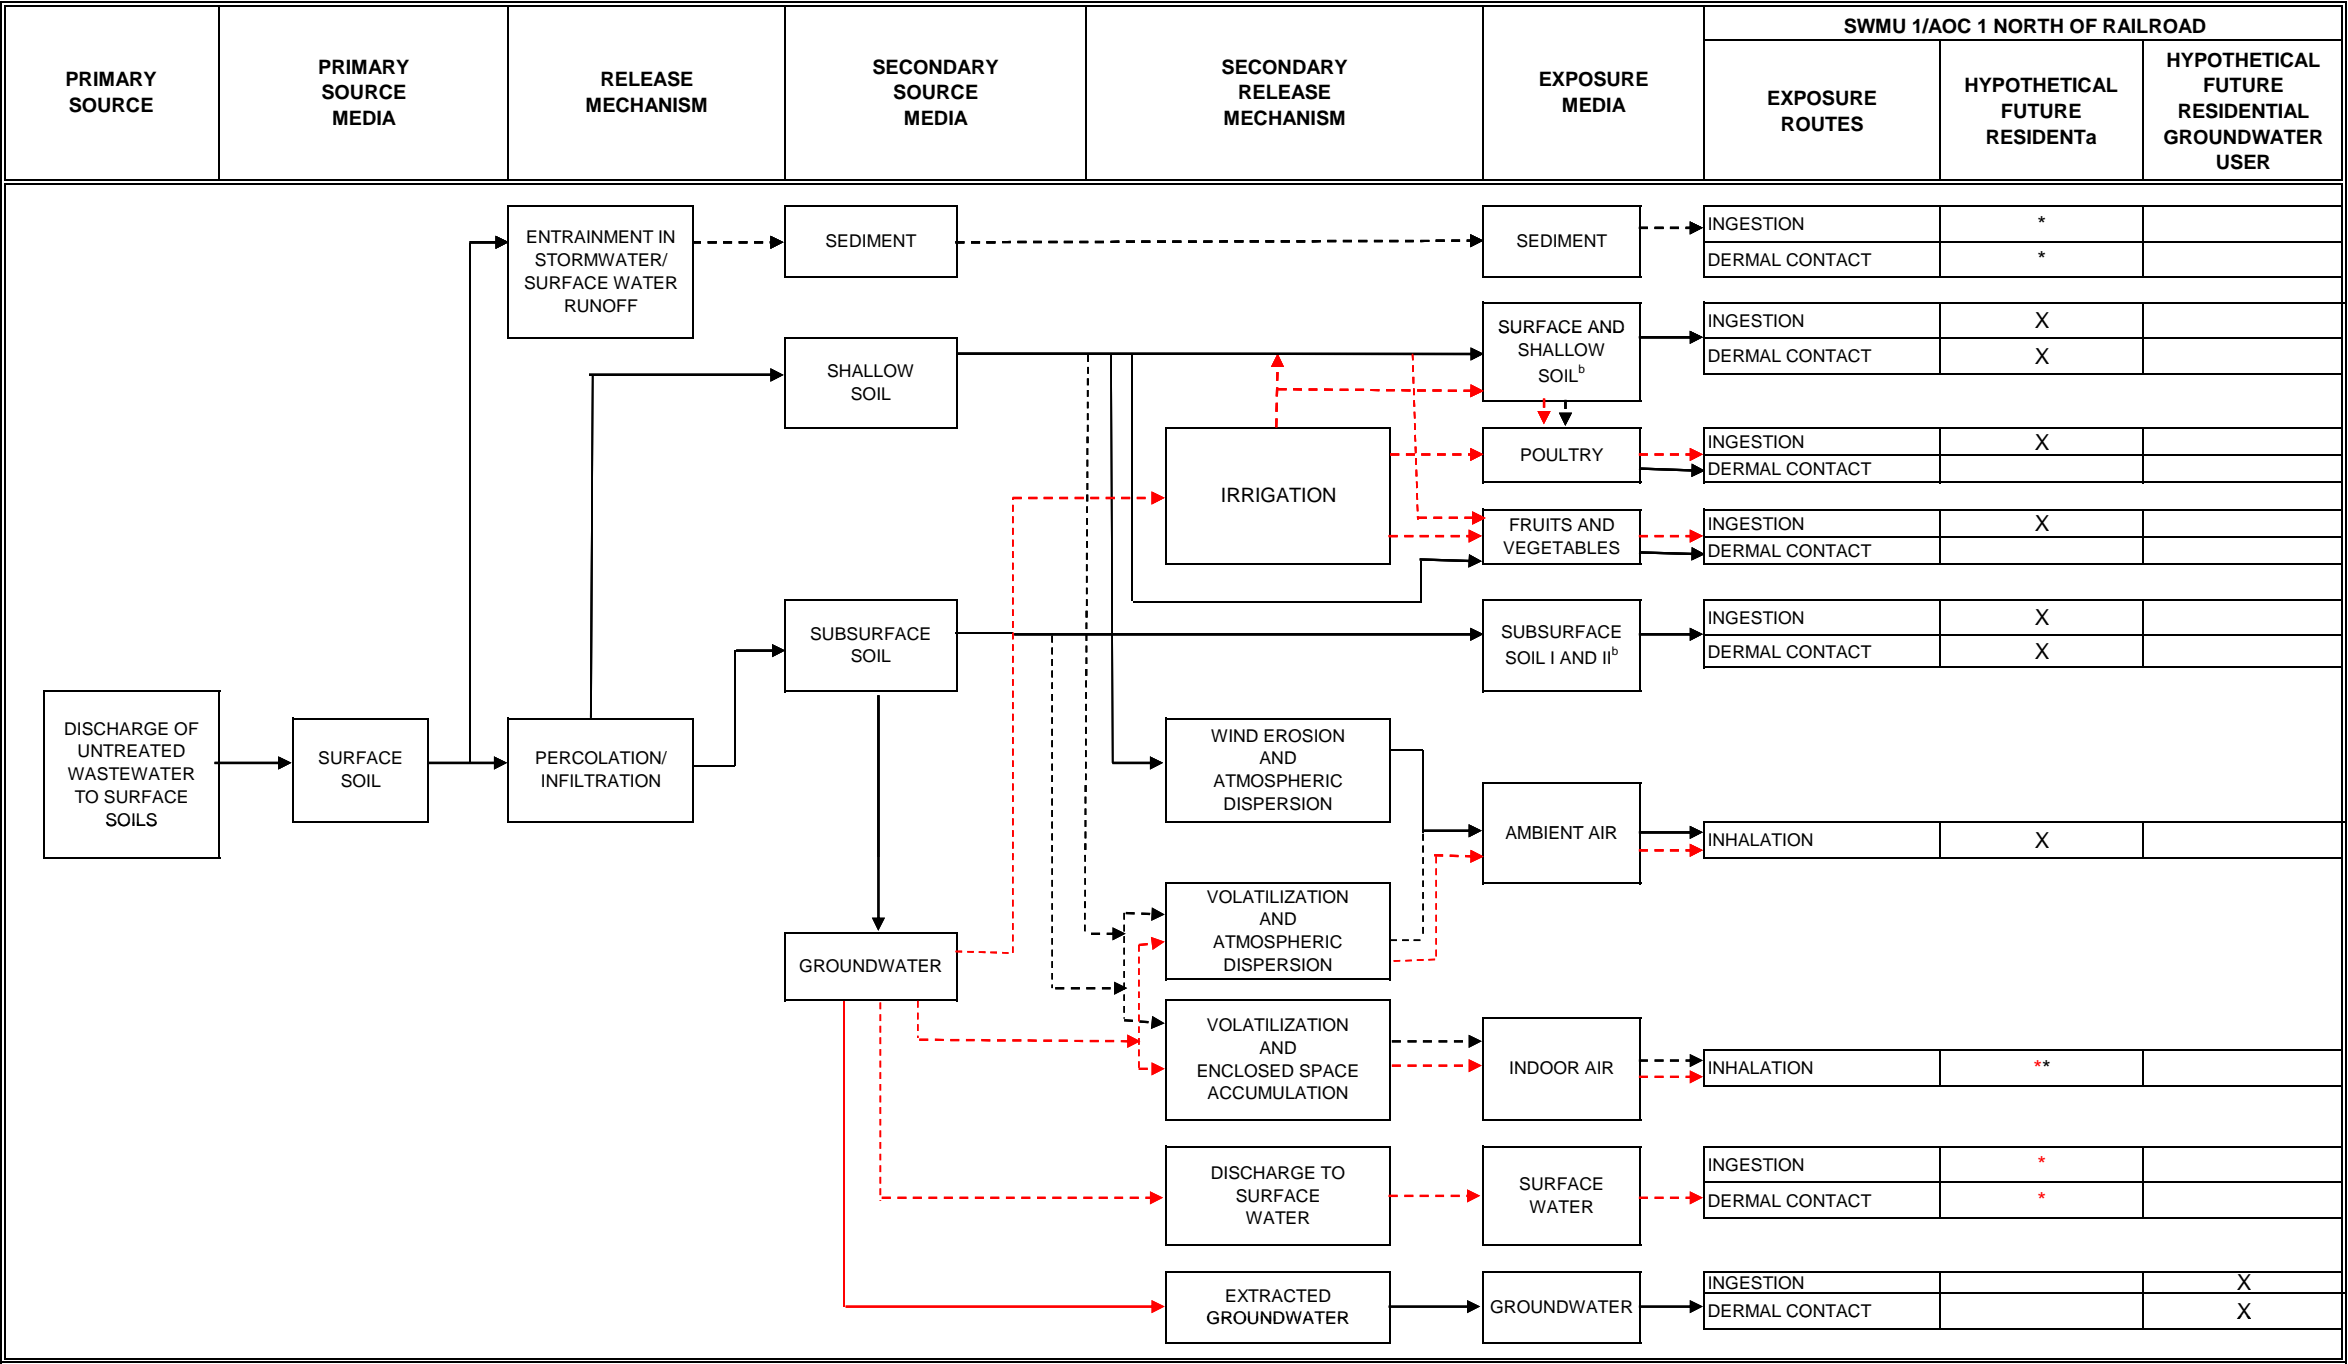 PRIMARY
SOURCE
PRIMARY
SOURCE
MEDIA
RELEASE
MECHANISM
SECONDARY
SOURCE
MEDIA
SECONDARY
RELEASE
MECHANISM
EXPOSURE
MEDIA
SWMU 1/AOC 1 NORTH OF RAILROAD
EXPOSURE
ROUTES
HYPOTHETICAL
FUTURE
RESIDENTa
HYPOTHETICAL
FUTURE
RESIDENTIAL
GROUNDWATER
USER
ENTRAINMENT IN
STORMWATER/
SURFACE WATER
RUNOFF
SEDIMENT
SEDIMENT
INGESTION *
DERMAL CONTACT *
SHALLOW
SOIL
SURFACE AND
SHALLOW
SOILb
INGESTION X
DERMAL CONTACT X
IRRIGATION
POULTRY
INGESTION X
DERMAL CONTACT
FRUITS AND
VEGETABLES
INGESTION X
DERMAL CONTACT
SUBSURFACE
SOIL
SUBSURFACE
SOIL I AND IIb
INGESTION X
DERMAL CONTACT X
DISCHARGE OF
UNTREATED
WASTEWATER
TO SURFACE
SOILS
SURFACE
SOIL
PERCOLATION/
INFILTRATION
WIND EROSION
AND
ATMOSPHERIC
DISPERSION
AMBIENT AIR
INHALATION X
VOLATILIZATION
AND
ATMOSPHERIC
DISPERSION
GROUNDWATER
VOLATILIZATION
AND
ENCLOSED SPACE
ACCUMULATION
INDOOR AIR
INHALATION **
DISCHARGE TO
SURFACE
WATER
SURFACE
WATER
INGESTION *
DERMAL CONTACT *
EXTRACTED
GROUNDWATER
GROUNDWATER
INGESTION X
DERMAL CONTACT X